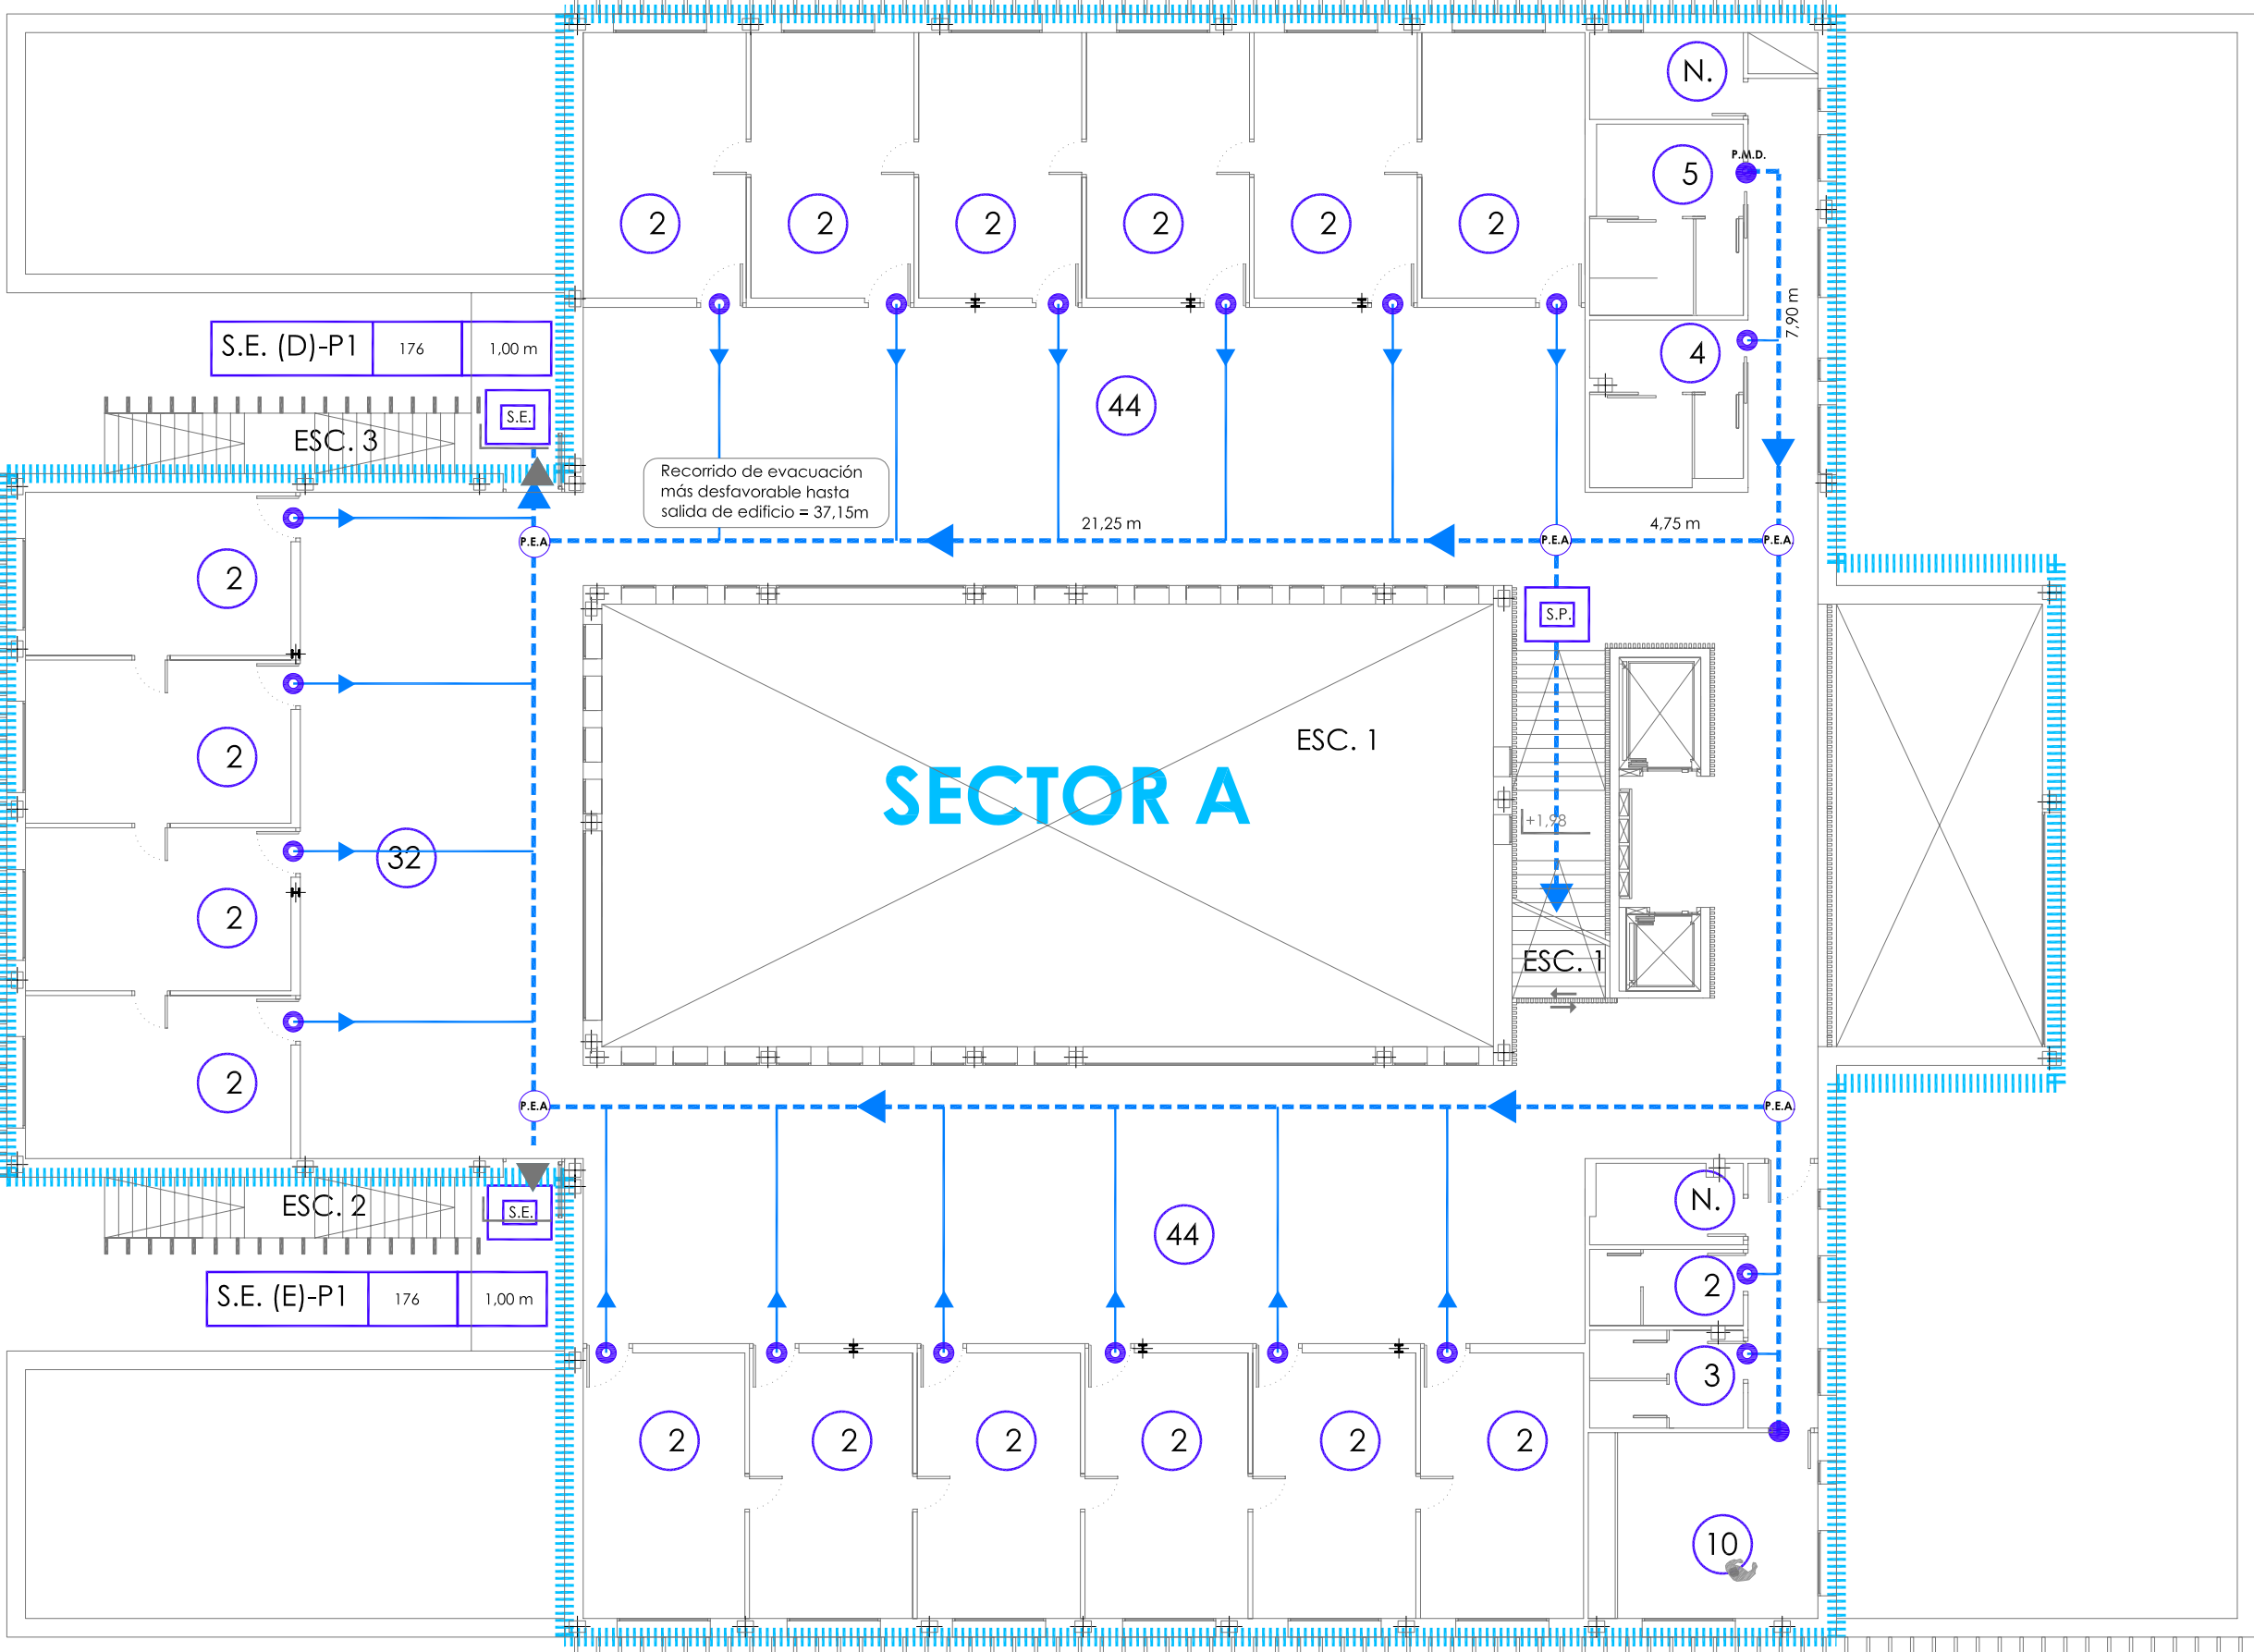 N.
P.M.D.
5
2 2 2 2 2 2
7,90 m
S.E. (D)-P1 176 1,00 m
4
44
S.E.
ESC. 3
Recorrido de evacuación
más desfavorable hasta
salida de edificio = 37,15m
21,25 m
4,75 m
P.E.A. P.E.A. P.E.A.
2
S.P.
ESC. 1
2
SECTOR A
+1,98
32
2
ESC. 1
2
P.E.A. P.E.A.
N.
ESC. 2
S.E.
44
2
S.E. (E)-P1 176 1,00 m
3
2 2 2 2 2 2
10